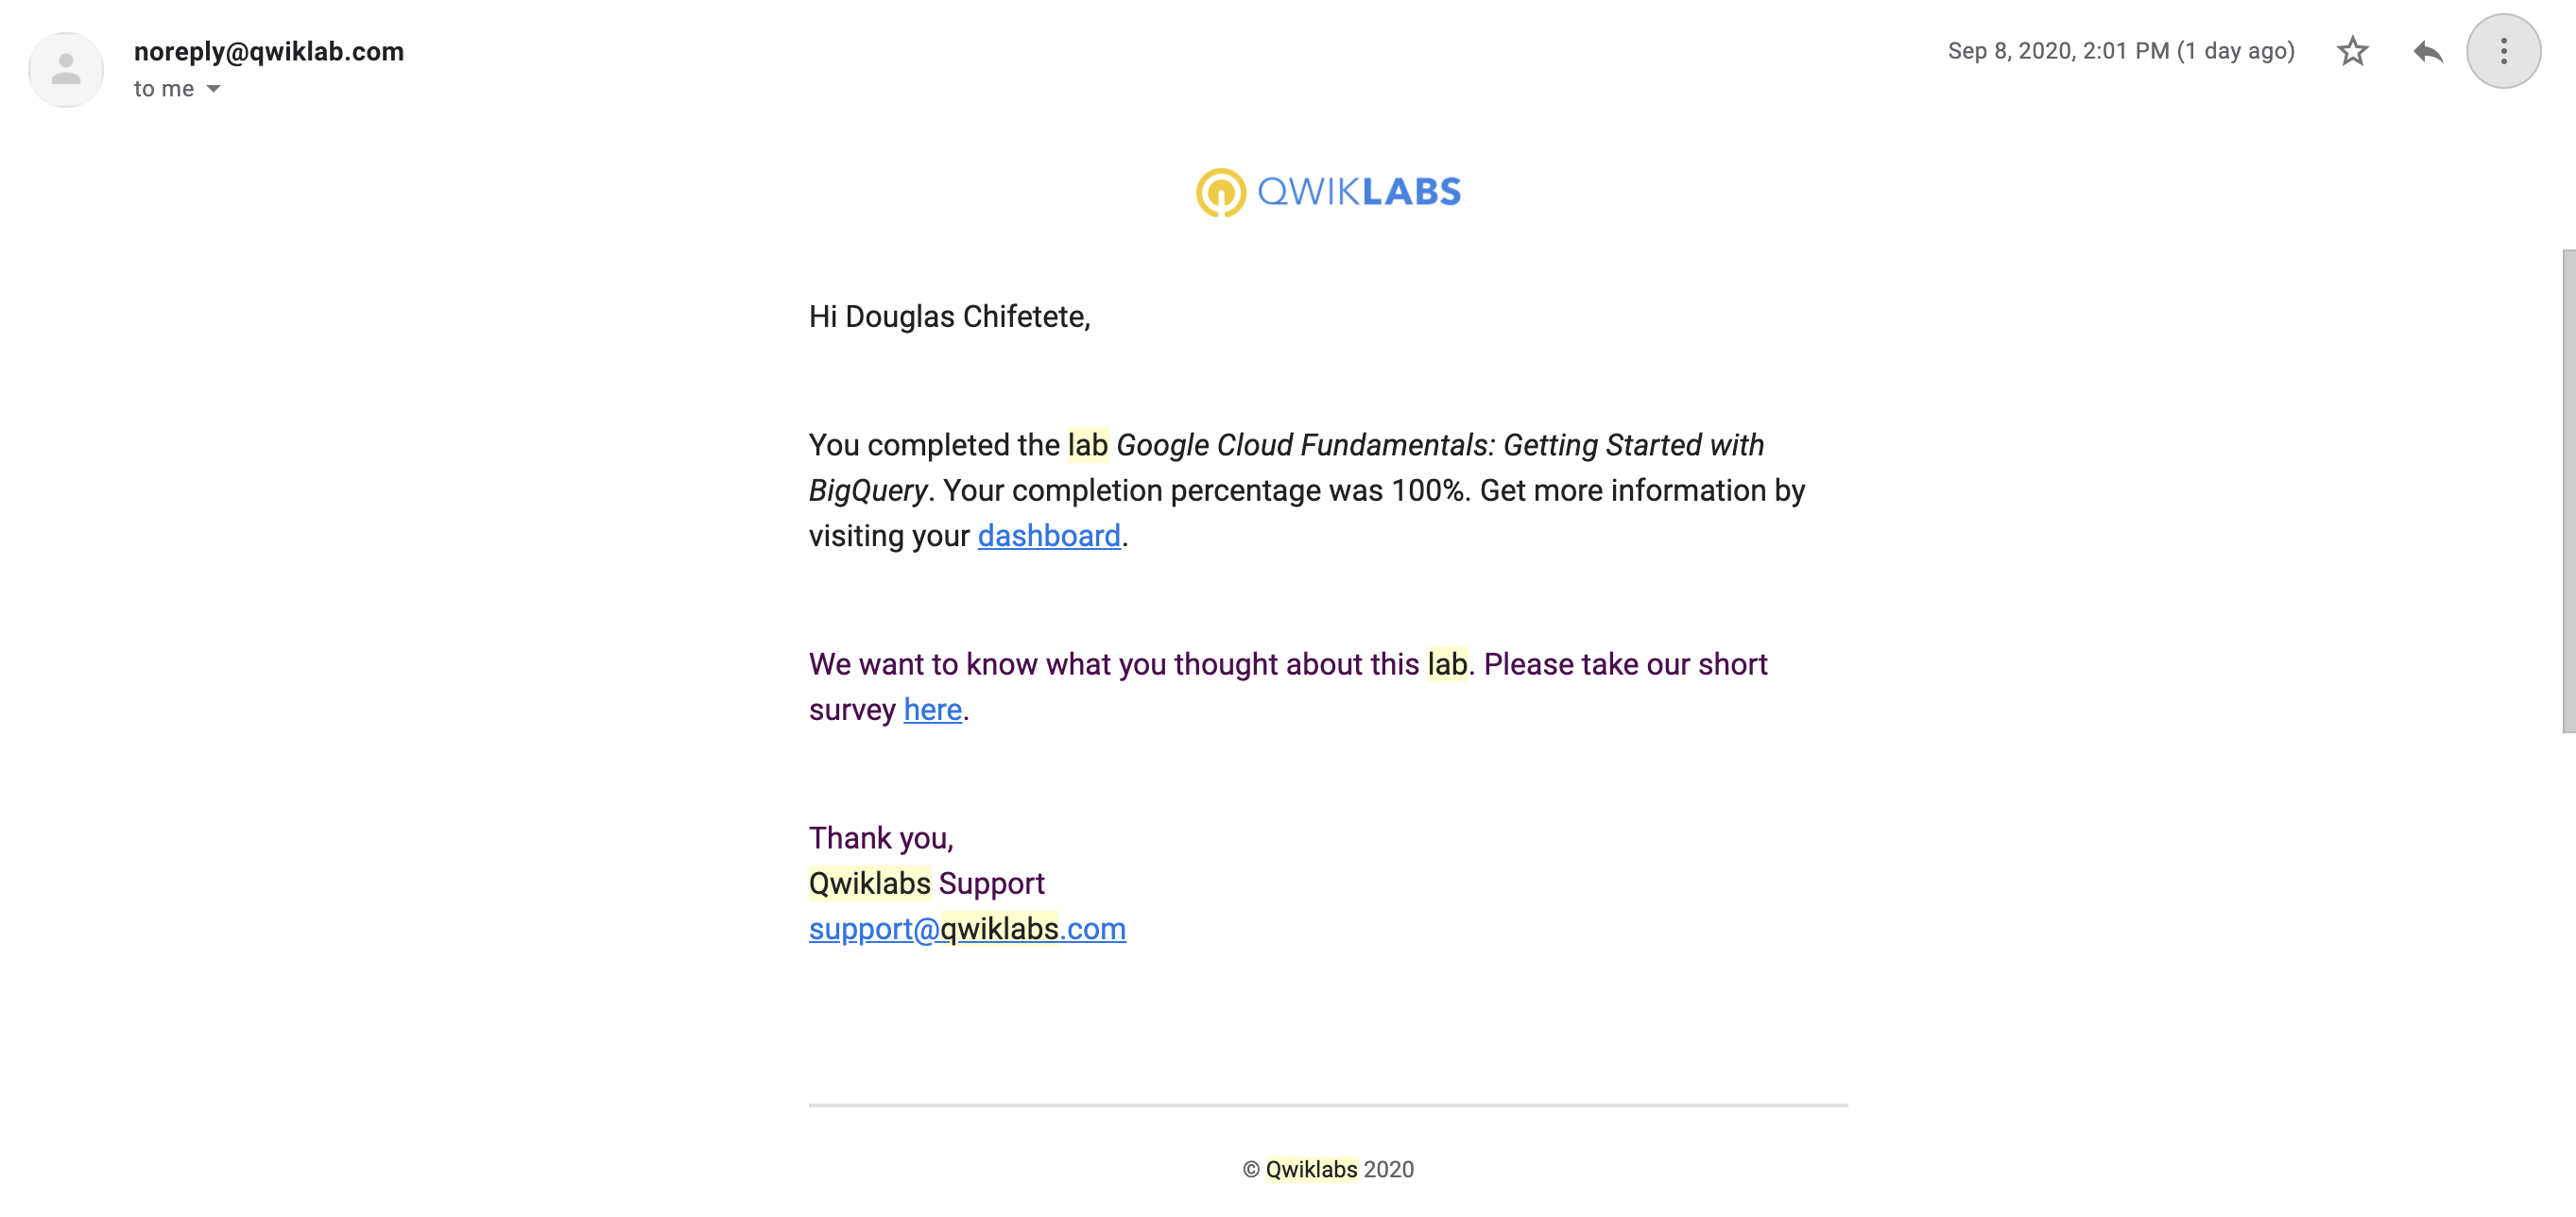 noreply@qwiklab.com
Sep 8, 2020, 2:01 PM (1 day ago)
to me
QWIKLABS
Hi Douglas Chifetete,
You completed the lab Google Cloud Fundamentals: Getting Started with
BigQuery. Your completion percentage was 100%. Get more information by
visiting your dashboard.
We want to know what you thought about this lab. Please take our short
survey here.
Thank you,
Qwiklabs Support
support@qwiklabs.com
© Qwiklabs 2020